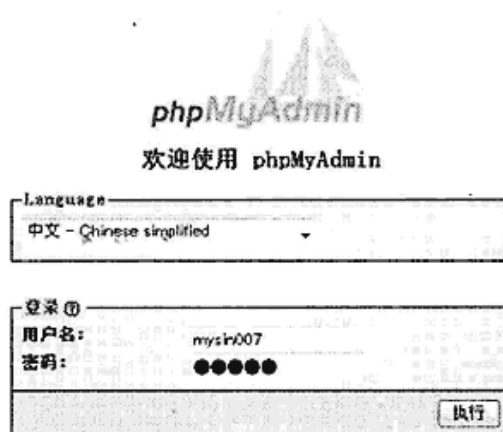 phpMyAdmin
欢迎使用 phpMyAdmin
Language
中文 - Chinese simplified
登录
用户名: mysin007
密码: ●●●●●
执行